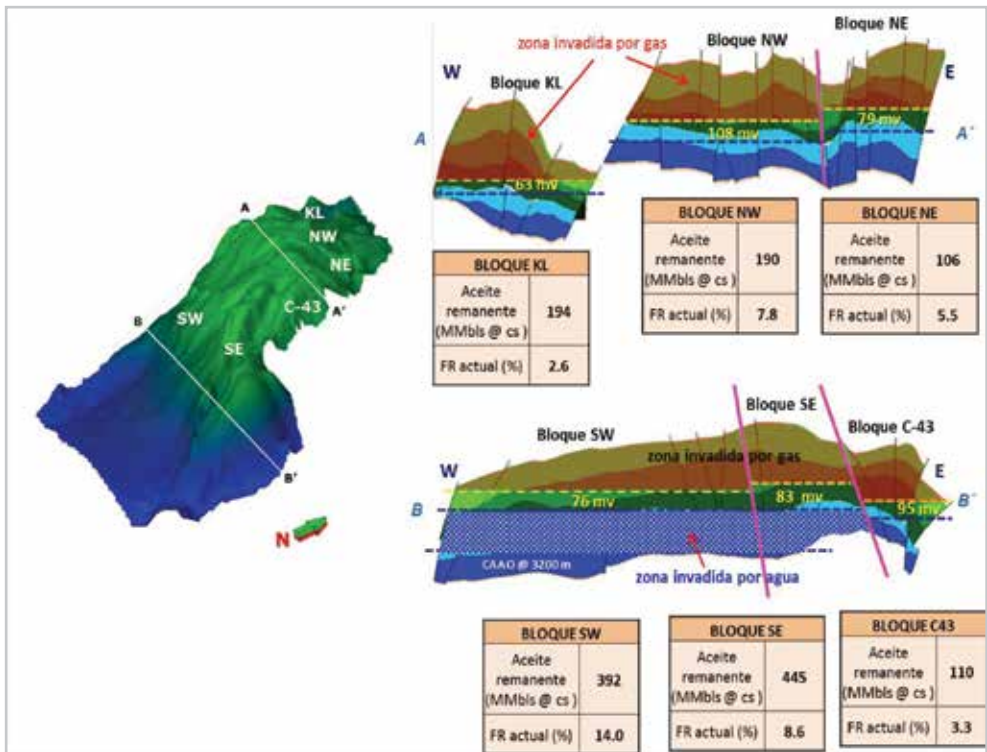 A
KL
NW
NE
A'
C-43
B
SW
SE
B'
N
zona invadida por gas
W
Bloque KL
Bloque NW
Bloque NE
E
A
A´
63 mv
108 mv
79 mv
BLOQUE KL
Aceite
remanente
(MMbls @ cs )
194
FR actual (%)
2.6
BLOQUE NW
Aceite
remanente
(MMbls @ cs )
190
FR actual (%)
7.8
BLOQUE NE
Aceite
remanente
(MMbls @ cs )
106
FR actual (%)
5.5
Bloque SW
Bloque SE
Bloque C-43
W
zona invadida por gas
E
B
B´
76 mv
83 mv
95 mv
CAAO @ 3200 m
zona invadida por agua
BLOQUE SW
Aceite
remanente
(MMbls @ cs )
392
FR actual (%)
14.0
BLOQUE SE
Aceite
remanente
(MMbls @ cs )
445
FR actual (%)
8.6
BLOQUE C43
Aceite
remanente
(MMbls @ cs )
110
FR actual (%)
3.3